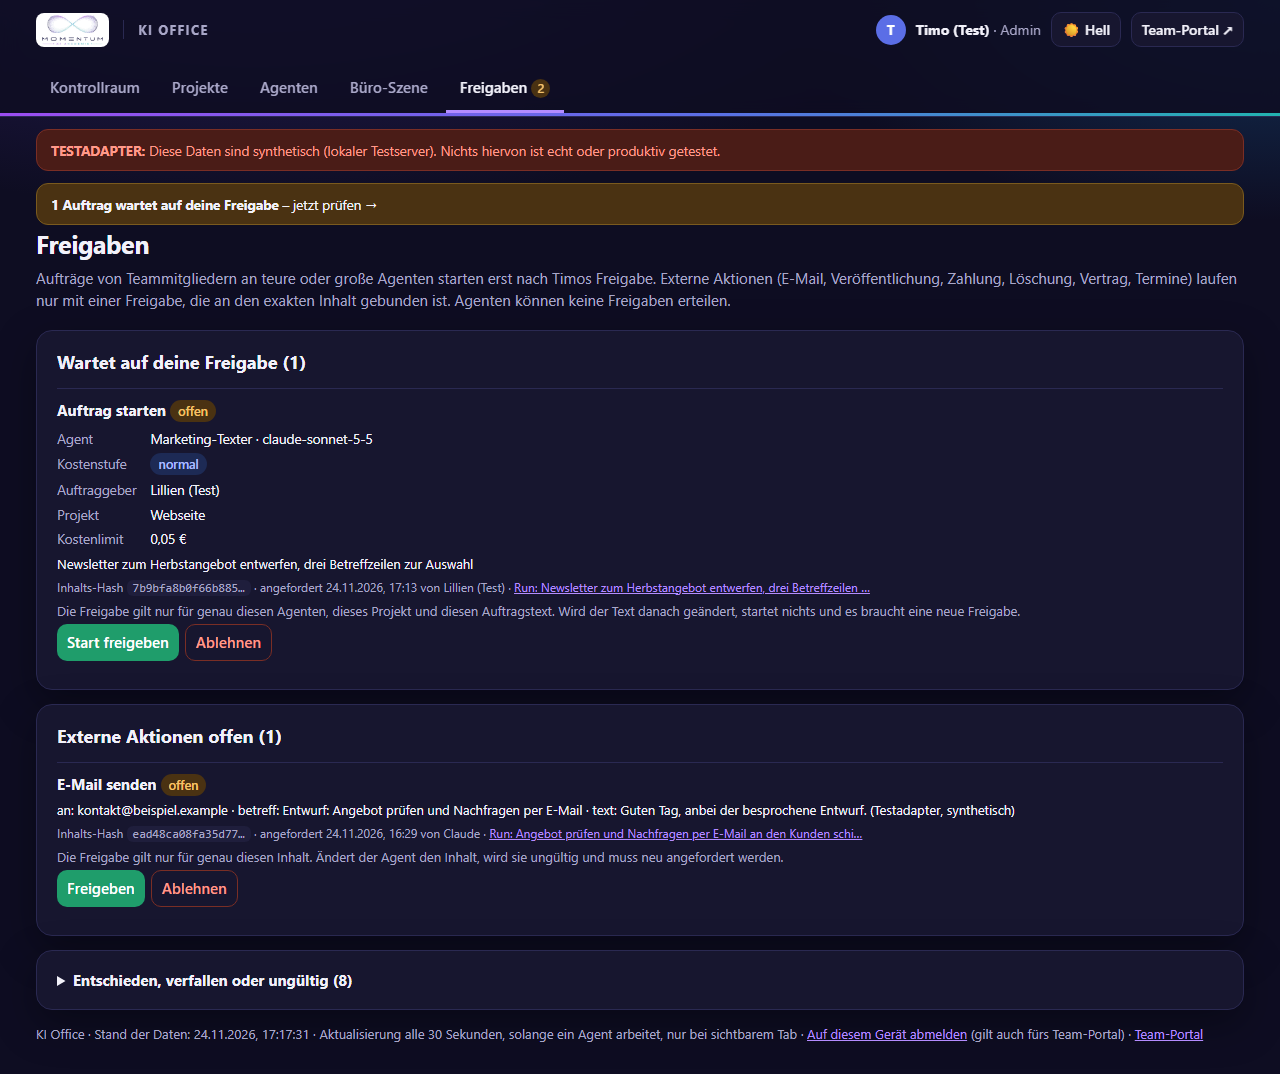 MOMENTUM
KI OFFICE
T
Timo (Test) · Admin
Hell
Team-Portal ↗
Kontrollraum
Projekte
Agenten
Büro-Szene
Freigaben 2
TESTADAPTER: Diese Daten sind synthetisch (lokaler Testserver). Nichts hiervon ist echt oder produktiv getestet.
1 Auftrag wartet auf deine Freigabe – jetzt prüfen →
Freigaben
Aufträge von Teammitgliedern an teure oder große Agenten starten erst nach Timos Freigabe. Externe Aktionen (E-Mail, Veröffentlichung, Zahlung, Löschung, Vertrag, Termine) laufen
nur mit einer Freigabe, die an den exakten Inhalt gebunden ist. Agenten können keine Freigaben erteilen.
Wartet auf deine Freigabe (1)
Auftrag starten offen
Agent Marketing-Texter · claude-sonnet-5-5
Kostenstufe normal
Auftraggeber Lillien (Test)
Projekt Webseite
Kostenlimit 0,05 €
Newsletter zum Herbstangebot entwerfen, drei Betreffzeilen zur Auswahl
Inhalts-Hash 7b9bfa8b0f66b885… · angefordert 24.11.2026, 17:13 von Lillien (Test) · Run: Newsletter zum Herbstangebot entwerfen, drei Betreffzeilen ...
Die Freigabe gilt nur für genau diesen Agenten, dieses Projekt und diesen Auftragstext. Wird der Text danach geändert, startet nichts und es braucht eine neue Freigabe.
Start freigeben
Ablehnen
Externe Aktionen offen (1)
E-Mail senden offen
an: kontakt@beispiel.example · betreff: Entwurf: Angebot prüfen und Nachfragen per E-Mail · text: Guten Tag, anbei der besprochene Entwurf. (Testadapter, synthetisch)
Inhalts-Hash ead48ca08fa35d77… · angefordert 24.11.2026, 16:29 von Claude · Run: Angebot prüfen und Nachfragen per E-Mail an den Kunden schi...
Die Freigabe gilt nur für genau diesen Inhalt. Ändert der Agent den Inhalt, wird sie ungültig und muss neu angefordert werden.
Freigeben
Ablehnen
Entschieden, verfallen oder ungültig (8)
KI Office · Stand der Daten: 24.11.2026, 17:17:31 · Aktualisierung alle 30 Sekunden, solange ein Agent arbeitet, nur bei sichtbarem Tab · Auf diesem Gerät abmelden (gilt auch fürs Team-Portal) · Team-Portal